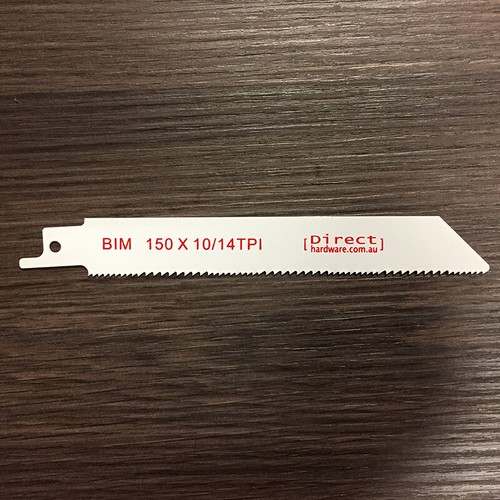 BIM 150 X 10/14TPI
[Direct]
hardware.com.au